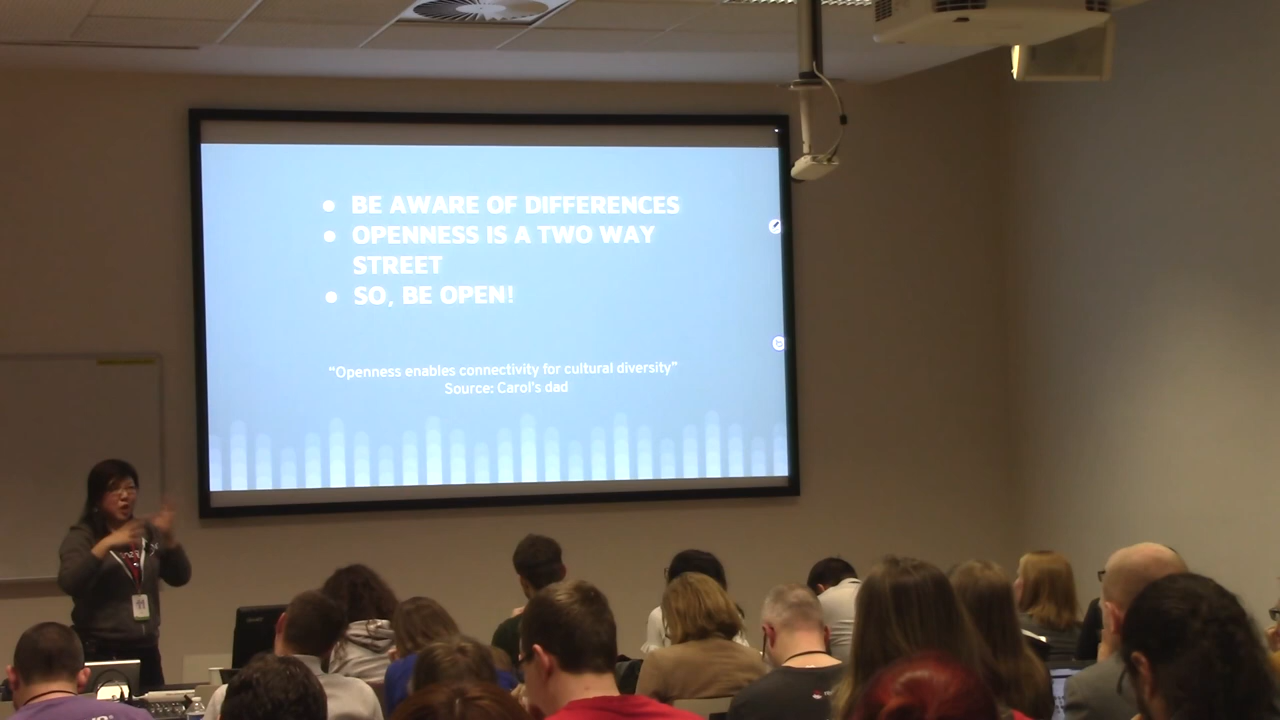 BE AWARE OF DIFFERENCES
OPENNESS IS A TWO WAY
STREET
SO, BE OPEN!
“Openness enables connectivity for cultural diversity”
Source: Carol's dad